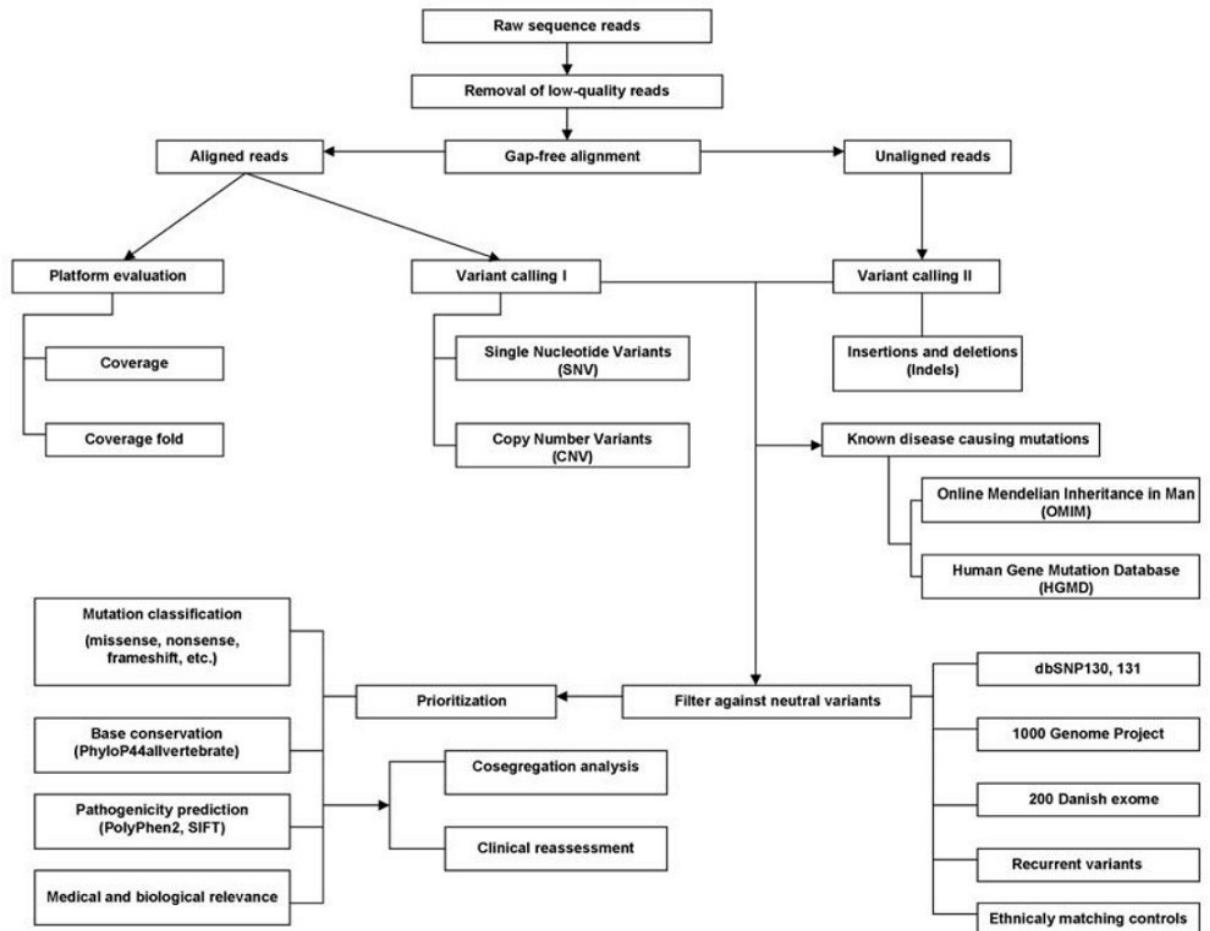 Raw sequence reads
Removal of low-quality reads
Aligned reads
Gap-free alignment
Unaligned reads
Platform evaluation
Variant calling I
Variant calling II
Coverage
Single Nucleotide Variants
(SNV)
Insertions and deletions
(Indels)
Coverage fold
Copy Number Variants
(CNV)
Known disease causing mutations
Online Mendelian Inheritance in Man
(OMIM)
Human Gene Mutation Database
(HGMD)
Mutation classification
(missense, nonsense,
frameshift, etc.)
Prioritization
Filter against neutral variants
dbSNP130, 131
Base conservation
(PhyloP44allvertebrate)
Cosegregation analysis
1000 Genome Project
Pathogenicity prediction
(PolyPhen2, SIFT)
Clinical reassessment
200 Danish exome
Medical and biological relevance
Recurrent variants
Ethnicaly matching controls